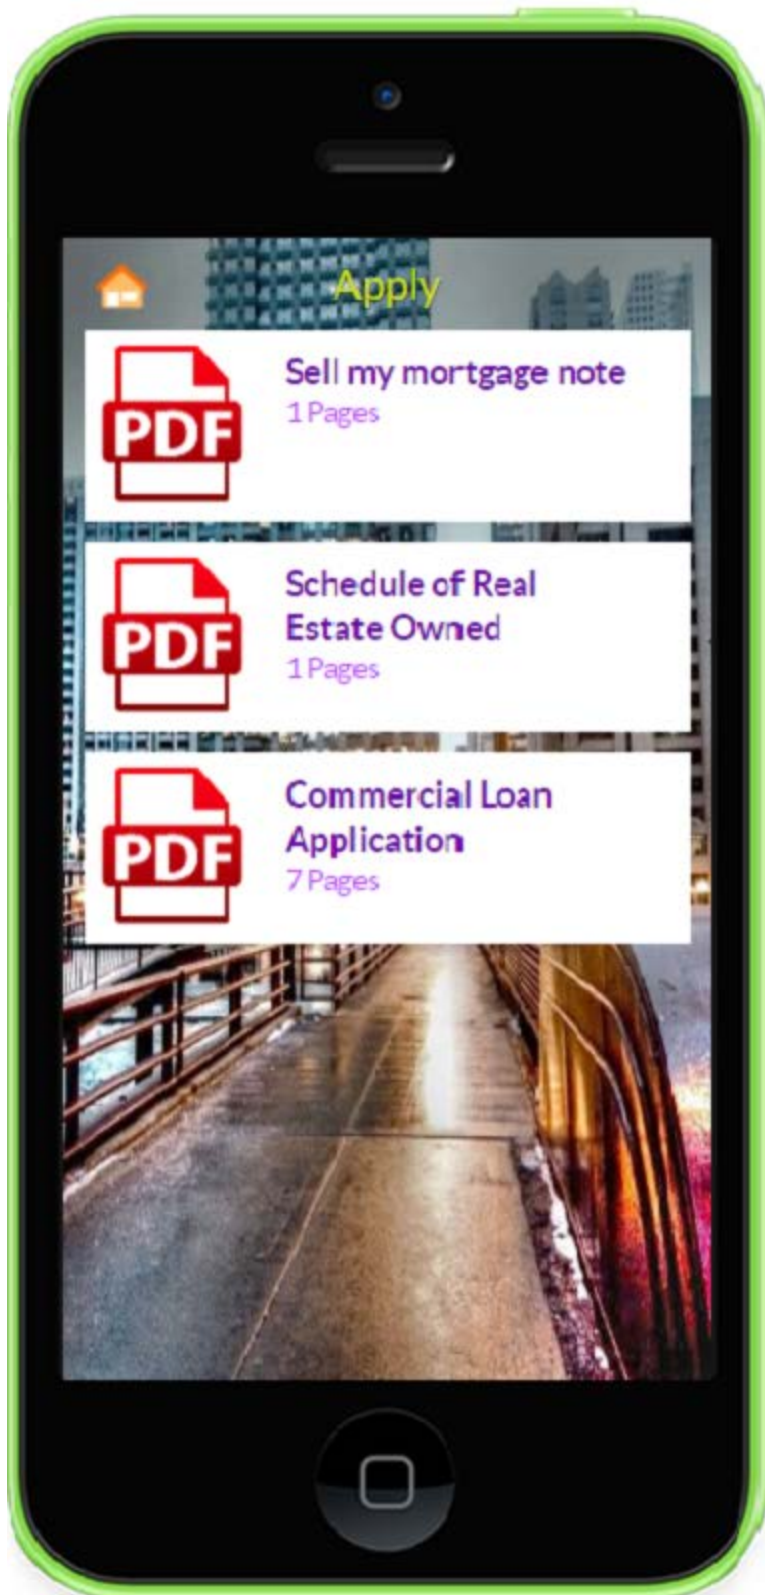 Apply
PDF
Sell my mortgage note
1 Pages
PDF
Schedule of Real
Estate Owned
1 Pages
PDF
Commercial Loan
Application
7 Pages